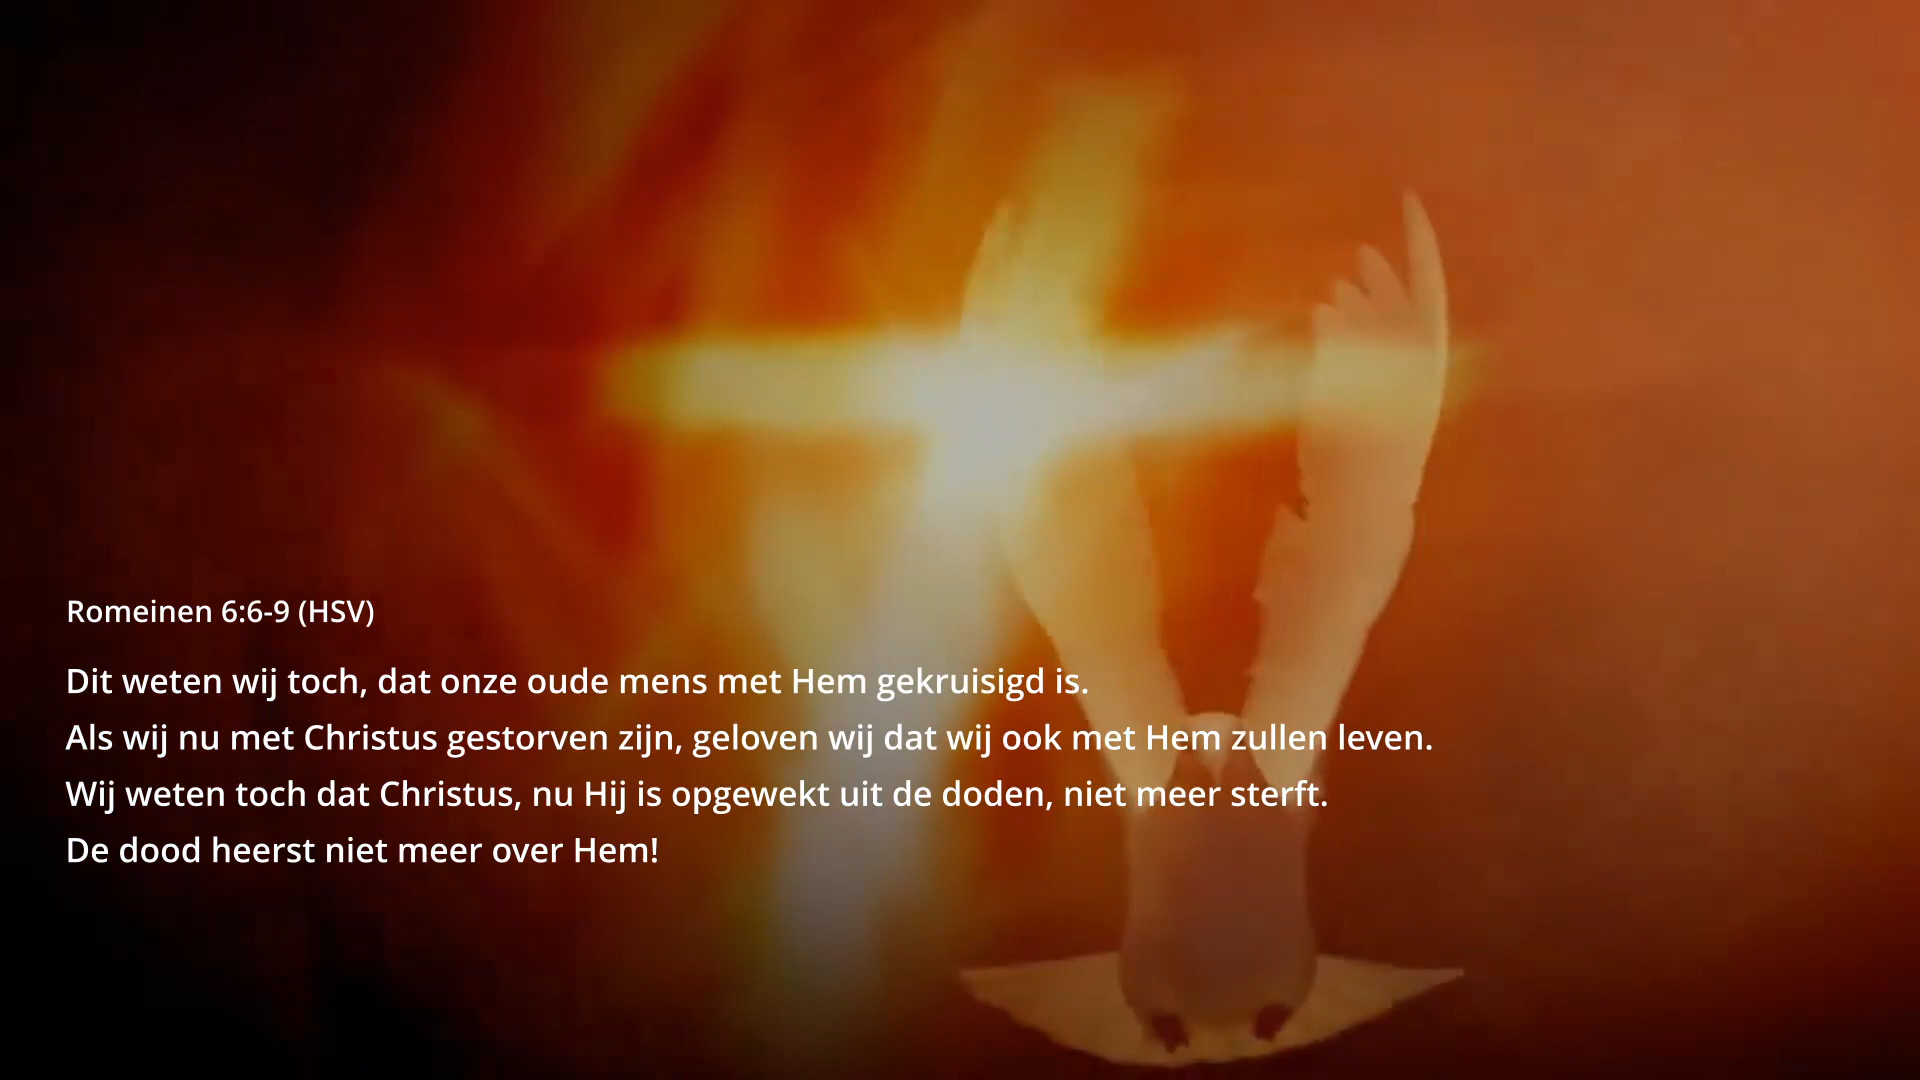 Romeinen 6:6-9 (HSV)
Dit weten wij toch, dat onze oude mens met Hem gekruisigd is.
Als wij nu met Christus gestorven zijn, geloven wij dat wij ook met Hem zullen leven.
Wij weten toch dat Christus, nu Hij is opgewekt uit de doden, niet meer sterft.
De dood heerst niet meer over Hem!